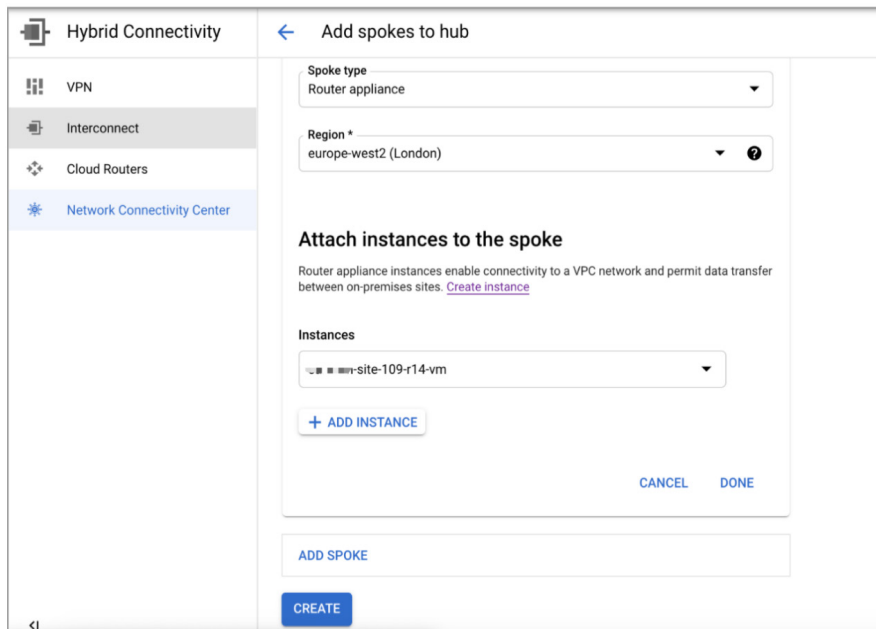 Hybrid Connectivity
Add spokes to hub
VPN
Interconnect
Cloud Routers
Network Connectivity Center
Spoke type
Router appliance
Region *
europe-west2 (London)
Attach instances to the spoke
Router appliance instances enable connectivity to a VPC network and permit data transfer
between on-premises sites. Create instance
Instances
-site-109-r14-vm
+ ADD INSTANCE
CANCEL DONE
ADD SPOKE
CREATE